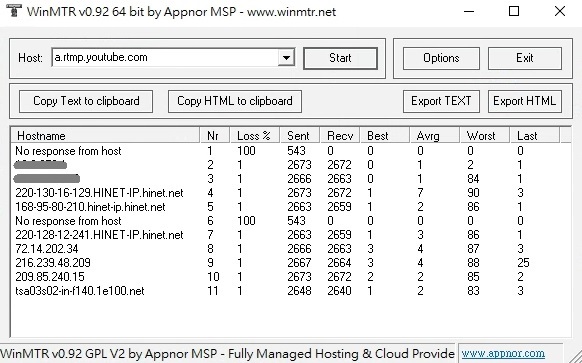 WinMTR v0.92 64 bit by Appnor MSP - www.winmtr.net
Host: a.rtmp.youtube.com Start Options Exit
Copy Text to clipboard Copy HTML to clipboard Export TEXT Export HTML
Hostname Nr Loss % Sent Recv Best Avrg Worst Last
No response from host 1 100 543 0 0 0 0 0
2 1 2673 2672 0 1 2 1
3 1 2666 2663 0 1 84 1
220-130-16-129.HINET-IP.hinet.net 4 1 2673 2672 1 7 90 3
168-95-80-210.hinet-ip.hinet.net 5 1 2663 2659 1 2 86 1
No response from host 6 100 543 0 0 0 0 0
220-128-12-241.HINET-IP.hinet.net 7 1 2663 2659 1 3 86 1
72.14.202.34 8 1 2666 2663 3 4 87 3
216.239.48.209 9 1 2667 2664 3 4 88 25
209.85.240.15 10 1 2673 2672 2 2 85 2
tsa03s02-in-f140.1e100.net 11 1 2648 2640 1 2 83 3
WinMTR v0.92 GPL V2 by Appnor MSP - Fully Managed Hosting & Cloud Provide www.appnor.com